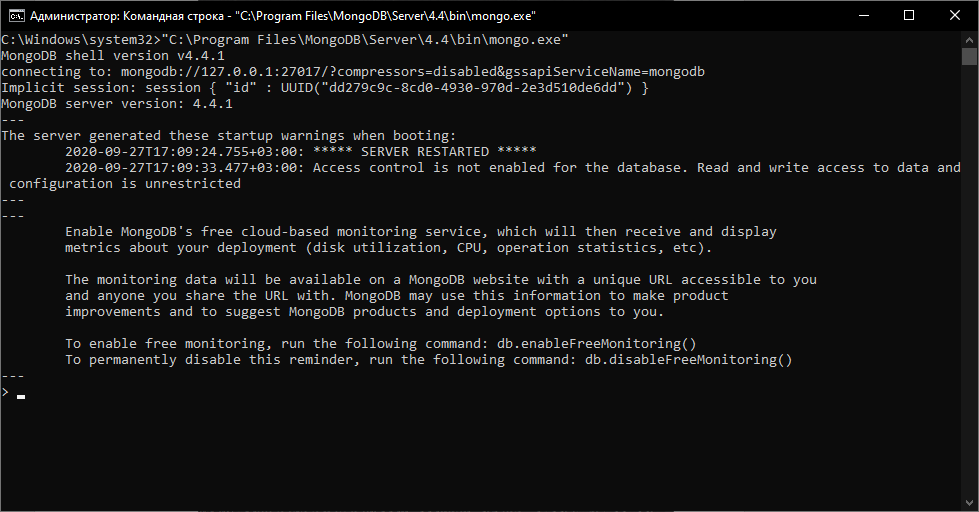 Администратор: Командная строка - "C:\Program Files\MongoDB\Server\4.4\bin\mongo.exe"
C:\Windows\system32>"C:\Program Files\MongoDB\Server\4.4\bin\mongo.exe"
MongoDB shell version v4.4.1
connecting to: mongodb://127.0.0.1:27017/?compressors=disabled&gssapiServiceName=mongodb
Implicit session: session { "id" : UUID("dd279c9c-8cd0-4930-970d-2e3d510de6dd") }
MongoDB server version: 4.4.1
---
The server generated these startup warnings when booting:
        2020-09-27T17:09:24.755+03:00: ***** SERVER RESTARTED *****
        2020-09-27T17:09:33.477+03:00: Access control is not enabled for the database. Read and write access to data and
 configuration is unrestricted
---
---
        Enable MongoDB's free cloud-based monitoring service, which will then receive and display
        metrics about your deployment (disk utilization, CPU, operation statistics, etc).

        The monitoring data will be available on a MongoDB website with a unique URL accessible to you
        and anyone you share the URL with. MongoDB may use this information to make product
        improvements and to suggest MongoDB products and deployment options to you.

        To enable free monitoring, run the following command: db.enableFreeMonitoring()
        To permanently disable this reminder, run the following command: db.disableFreeMonitoring()
---
>